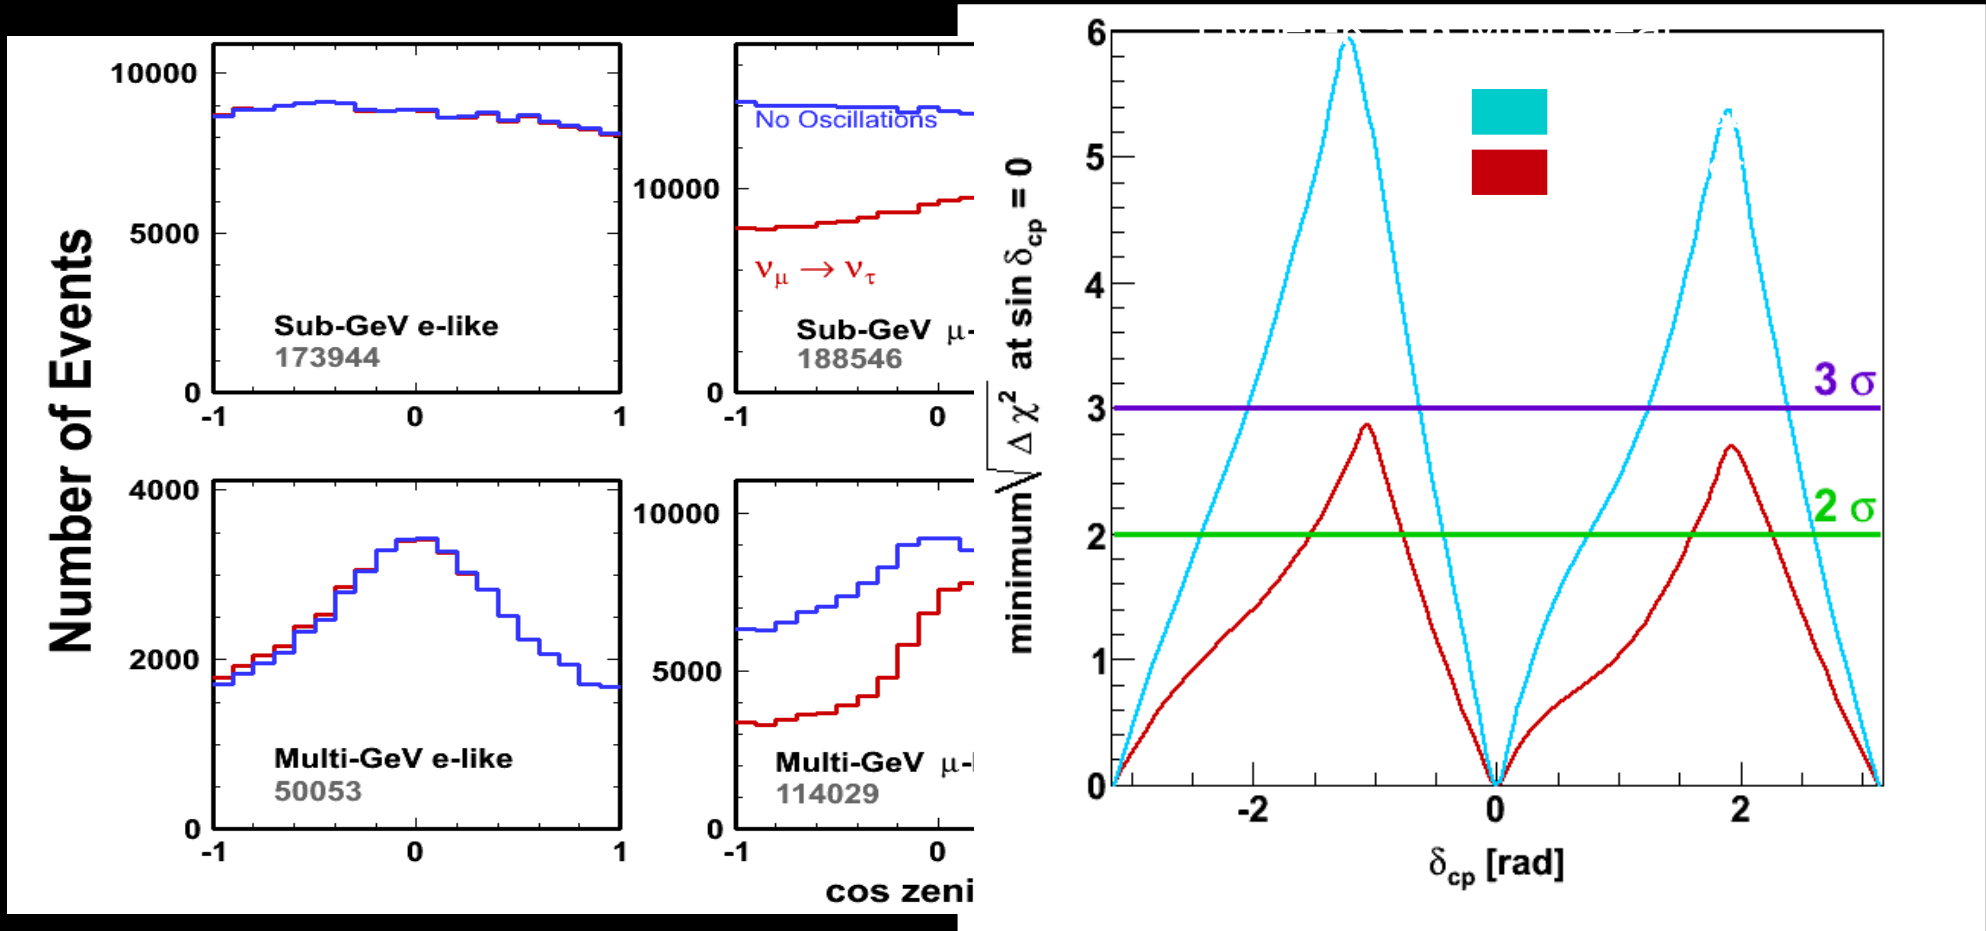 Number of Events
10000
5000
0
-1
0
1
Sub-GeV e-like
173944
10000
0
-1
0
No Oscillations
νμ → ντ
Sub-GeV μ-
188546
4000
2000
0
-1
0
1
Multi-GeV e-like
50053
10000
5000
0
-1
0
Multi-GeV μ-
114029
cos zeni
minimum√Δχ² at sin δcp = 0
6
5
4
3
2
1
0
-2
0
2
3 σ
2 σ
δcp [rad]